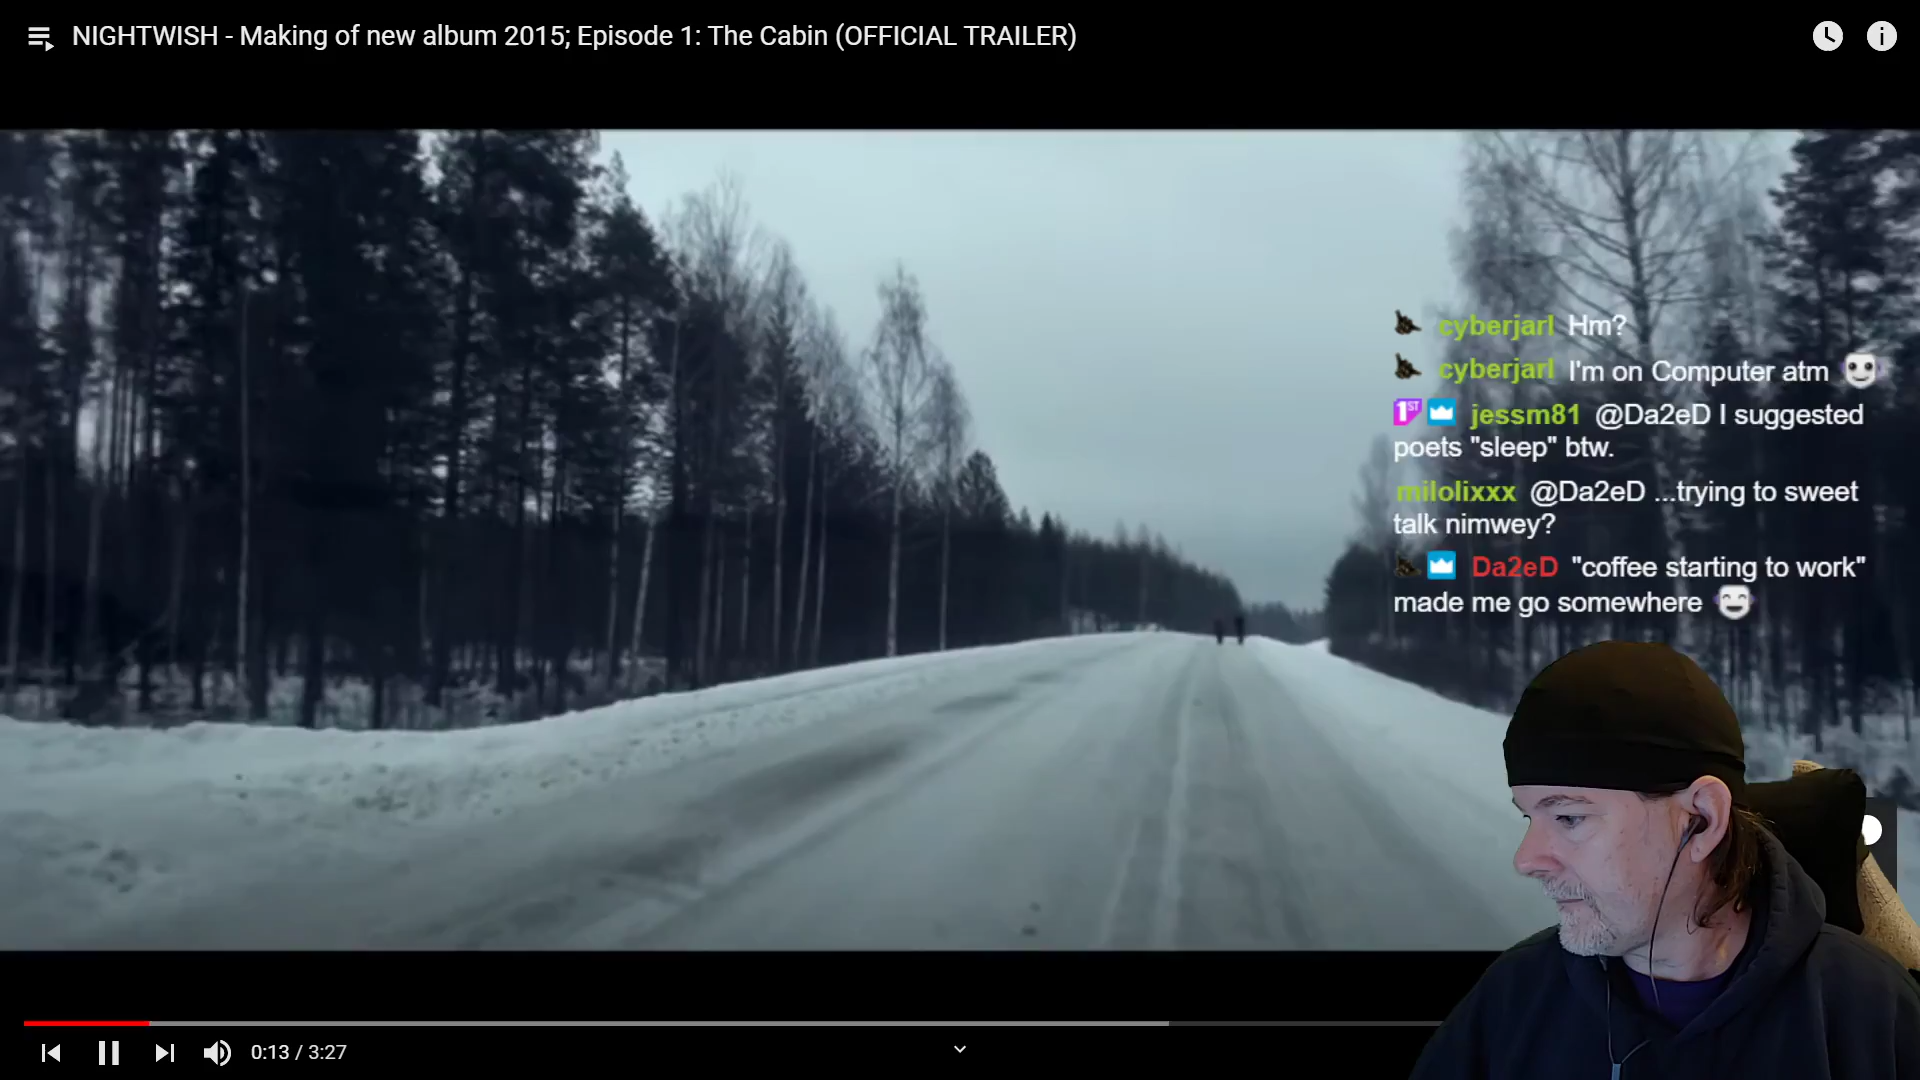 NIGHTWISH - Making of new album 2015; Episode 1: The Cabin (OFFICIAL TRAILER)
cyberjarl Hm?
cyberjarl I'm on Computer atm
1ST jessm81 @Da2eD I suggested
poets "sleep" btw.
milolixxx @Da2eD ...trying to sweet
talk nimwey?
Da2eD "coffee starting to work"
made me go somewhere
0:13 / 3:27